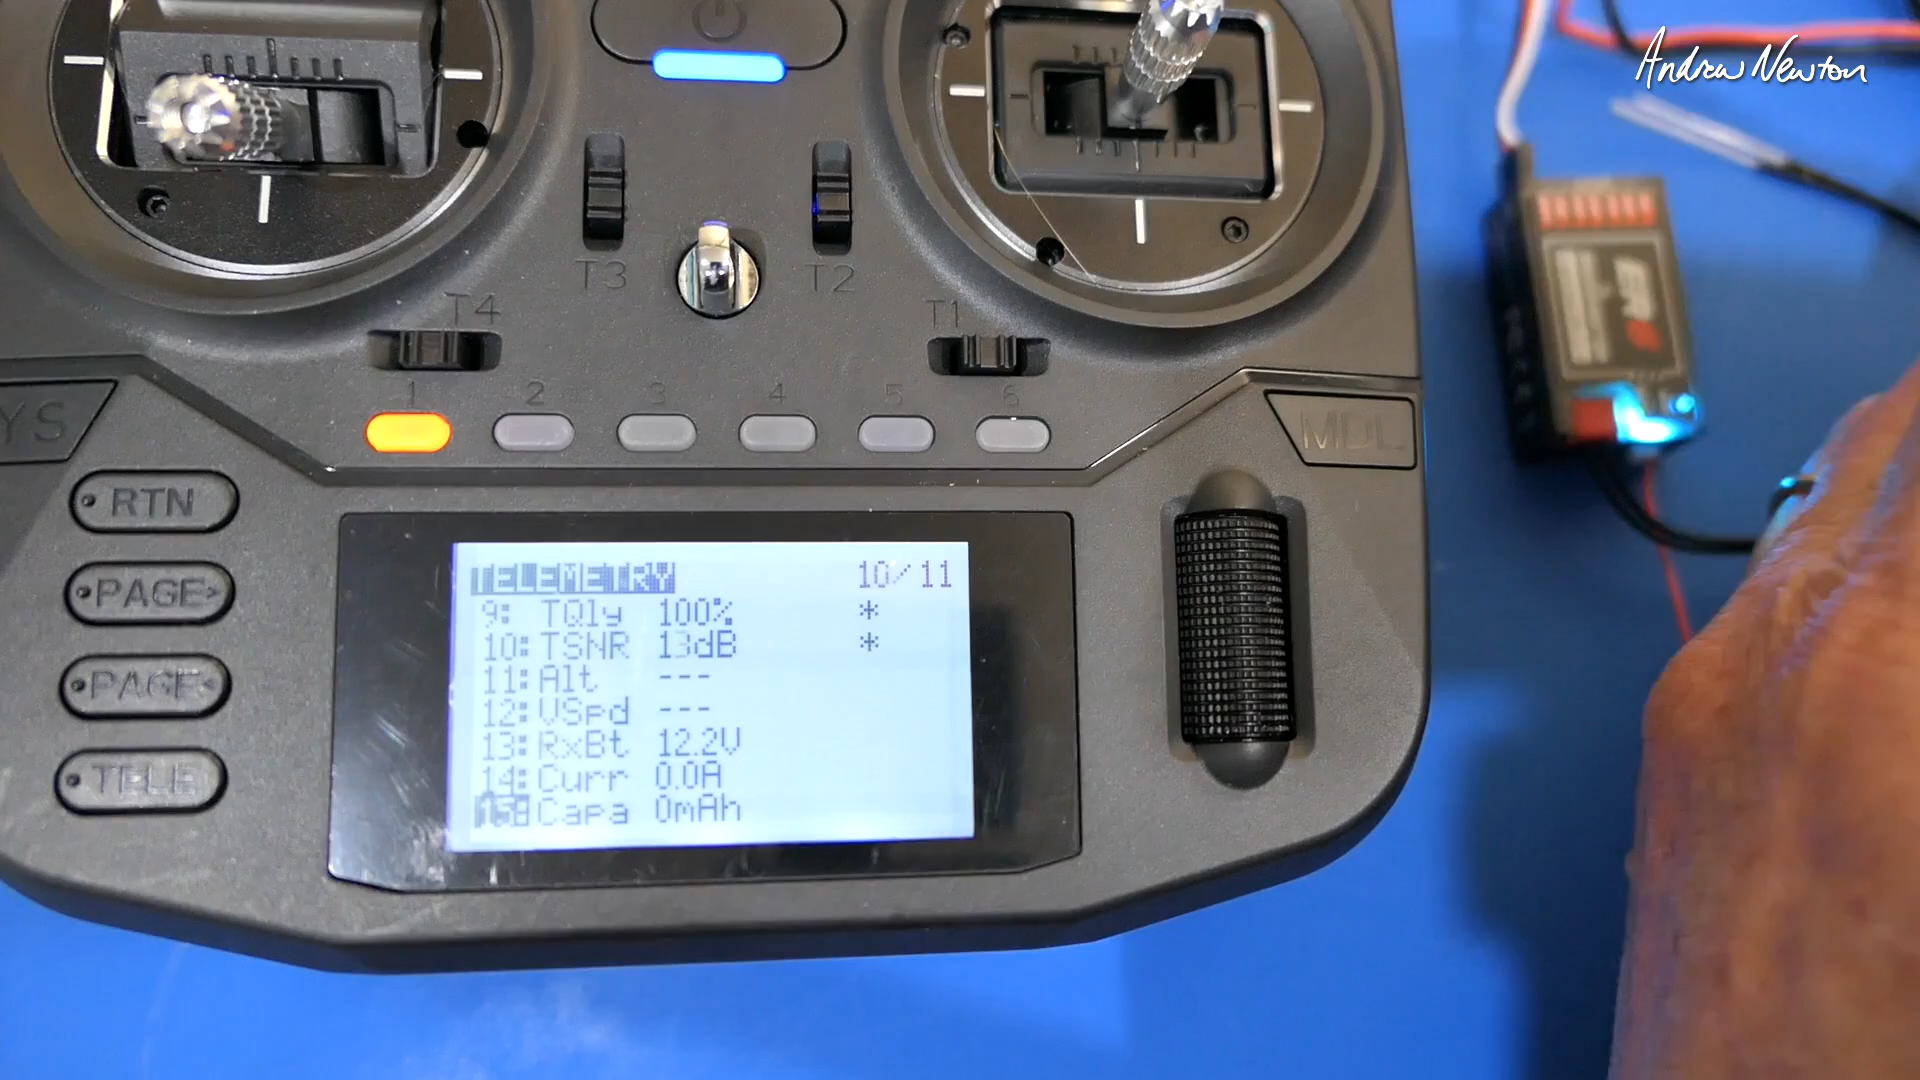 Andrew Newton
T3
T2
T4
T1
1 2 3 4 5 6
YS
MDL
RTN
PAGE>
PAGE<
TELE
TELEMETRY 10/11
9: TQly 100% *
10: TSNR 13dB *
11: Alt ---
12: VSpd ---
13: RxBt 12.2V
14: Curr 0.0A
15: Capa 0mAh